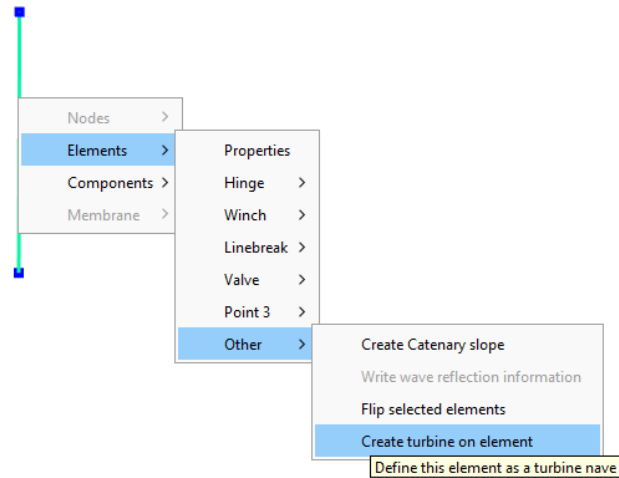 Nodes
Elements
Components
Membrane
Properties
Hinge
Winch
Linebreak
Valve
Point 3
Other
Create Catenary slope
Write wave reflection information
Flip selected elements
Create turbine on element
Define this element as a turbine nave